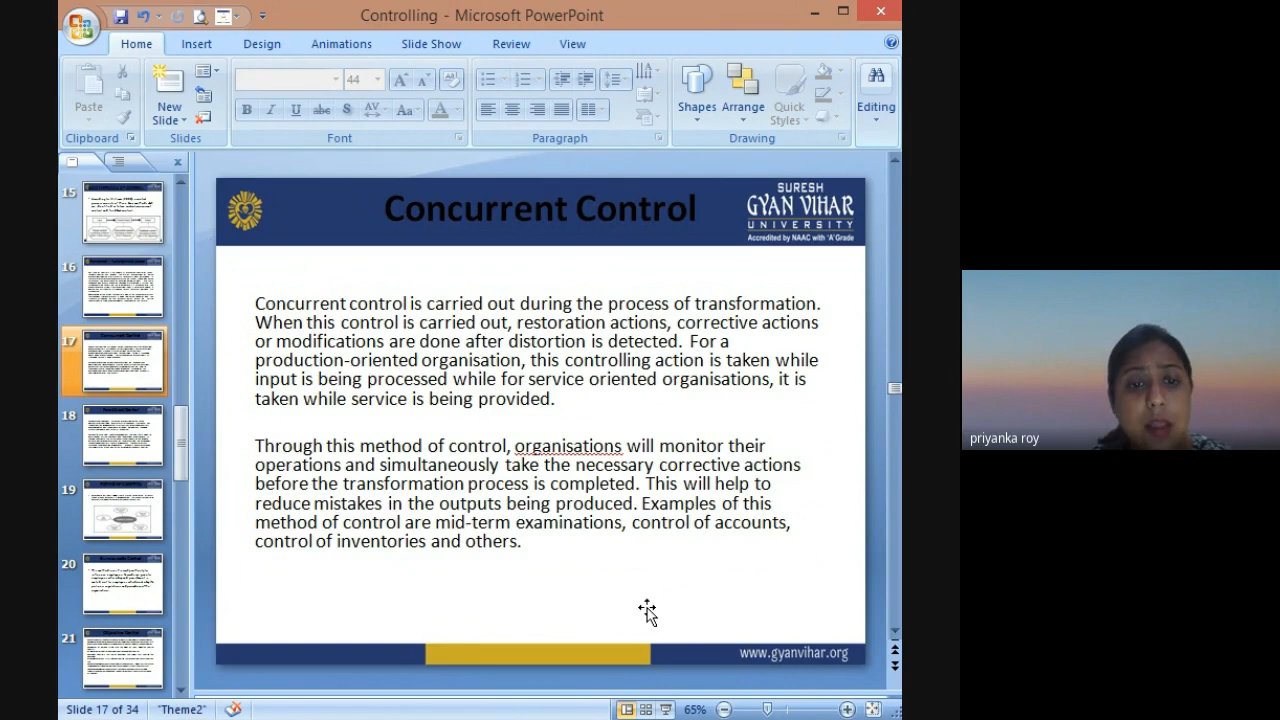 Controlling - Microsoft PowerPoint
Home Insert Design Animations Slide Show Review View
Paste
New
Slide
44
Shapes Arrange Quick
Styles
Editing
Clipboard Slides Font Paragraph Drawing
15
16
17
18
19
20
21
Concurren Control
SURESH
GYAN VIHAR
UNIVERSITY
Accredited by NAAC with 'A' Grade
Concurrent control is carried out during the process of transformation.
When this control is carried out, restoration actions, corrective actions
or modifications are done after distortion is detected. For a
production-oriented organisation, this controlling action is taken while
input is being processed while for service oriented organisations, it is
taken while service is being provided.
Through this method of control, organisations will monitor their
operations and simultaneously take the necessary corrective actions
before the transformation process is completed. This will help to
reduce mistakes in the outputs being produced. Examples of this
method of control are mid-term examinations, control of accounts,
control of inventories and others.
www.gyanvihar.org
priyanka roy
Slide 17 of 34 "Theme2" 65%